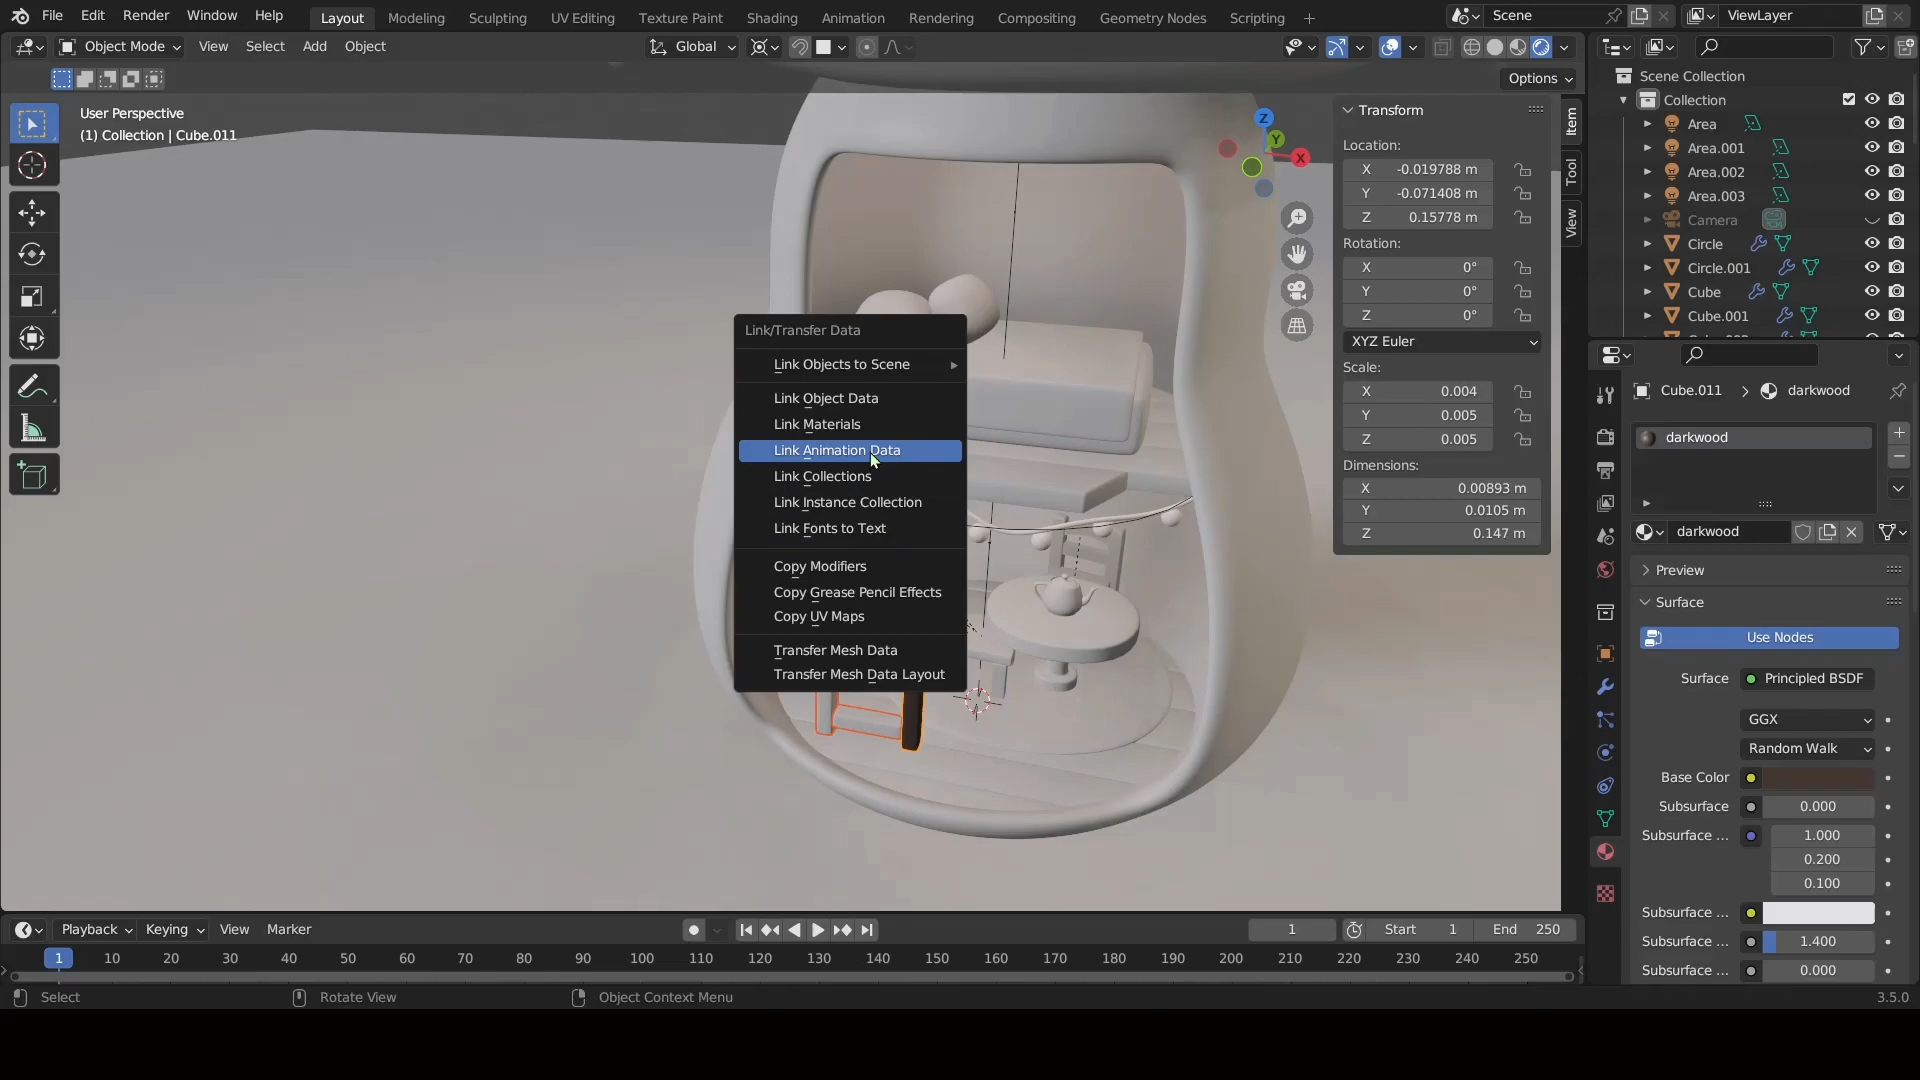 File Edit Render Window Help Layout Modeling Sculpting UV Editing Texture Paint Shading Animation Rendering Compositing Geometry Nodes Scripting + Scene ViewLayer
Object Mode View Select Add Object Global
Options
User Perspective
(1) Collection | Cube.011
Z
Y
X
Transform
Location:
X -0.019788 m
Y -0.071408 m
Z 0.15778 m
Rotation:
X 0°
Y 0°
Z 0°
XYZ Euler
Scale:
X 0.004
Y 0.005
Z 0.005
Dimensions:
X 0.00893 m
Y 0.0105 m
Z 0.147 m
Item
Tool
View
Link/Transfer Data
Link Objects to Scene
Link Object Data
Link Materials
Link Animation Data
Link Collections
Link Instance Collection
Link Fonts to Text
Copy Modifiers
Copy Grease Pencil Effects
Copy UV Maps
Transfer Mesh Data
Transfer Mesh Data Layout
Scene Collection
Collection
Area
Area.001
Area.002
Area.003
Camera
Circle
Circle.001
Cube
Cube.001
Cube.011 > darkwood
darkwood
darkwood
Preview
Surface
Use Nodes
Surface Principled BSDF
GGX
Random Walk
Base Color
Subsurface 0.000
Subsurface ... 1.000
0.200
0.100
Subsurface ...
Subsurface ... 1.400
Subsurface ... 0.000
Playback Keying View Marker 1 Start 1 End 250
1 10 20 30 40 50 60 70 80 90 100 110 120 130 140 150 160 170 180 190 200 210 220 230 240 250
Select Rotate View Object Context Menu 3.5.0